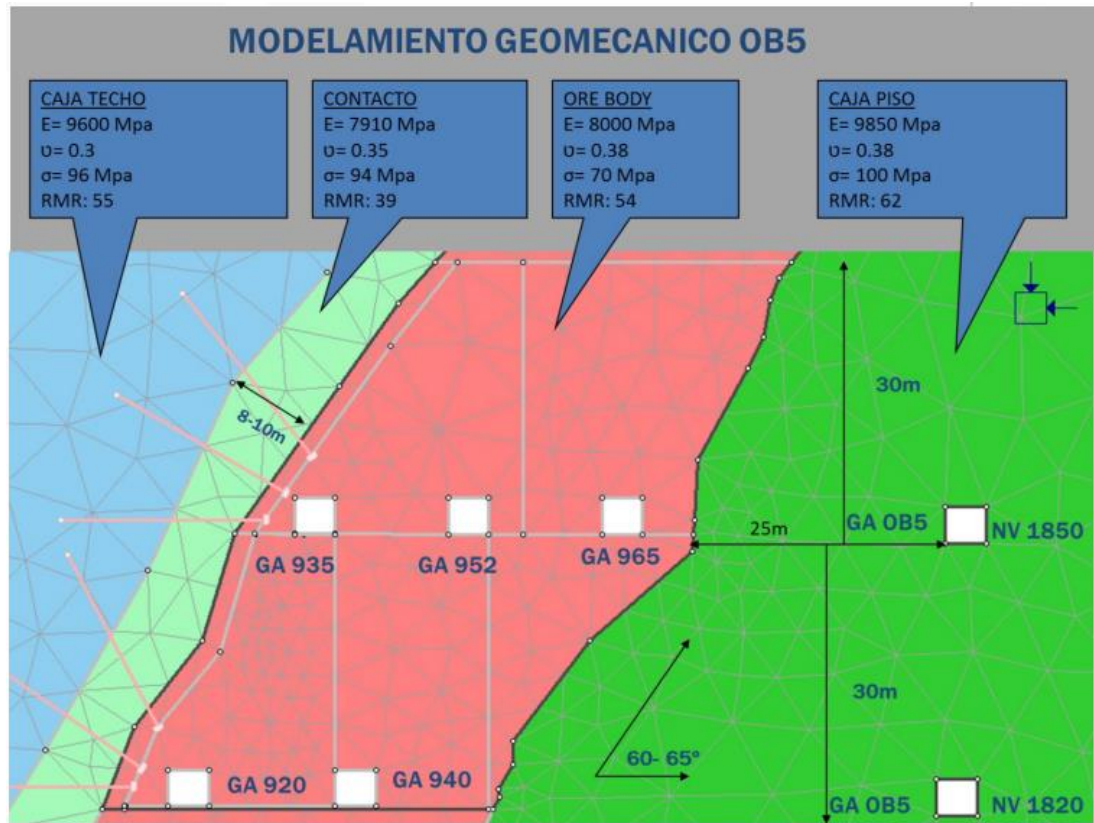 MODELAMIENTO GEOMECANICO OB5
CAJA TECHO
E= 9600 Mpa
υ= 0.3
σ= 96 Mpa
RMR: 55
CONTACTO
E= 7910 Mpa
υ= 0.35
σ= 94 Mpa
RMR: 39
ORE BODY
E= 8000 Mpa
υ= 0.38
σ= 70 Mpa
RMR: 54
CAJA PISO
E= 9850 Mpa
υ= 0.38
σ= 100 Mpa
RMR: 62
30m
8-10m
25m
GA OB5
NV 1850
GA 935
GA 952
GA 965
30m
60- 65°
GA 920
GA 940
GA OB5
NV 1820